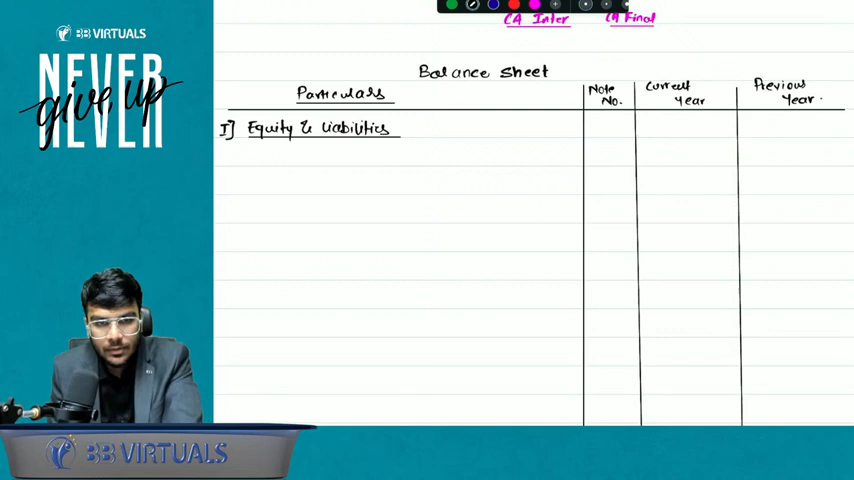 BB VIRTUALS
NEVER
give up
NEVER
CA Inter
CA Final
Balance Sheet
Particulars
Note No.
Current Year
Previous Year.
I] Equity & Liabilities
BB VIRTUALS